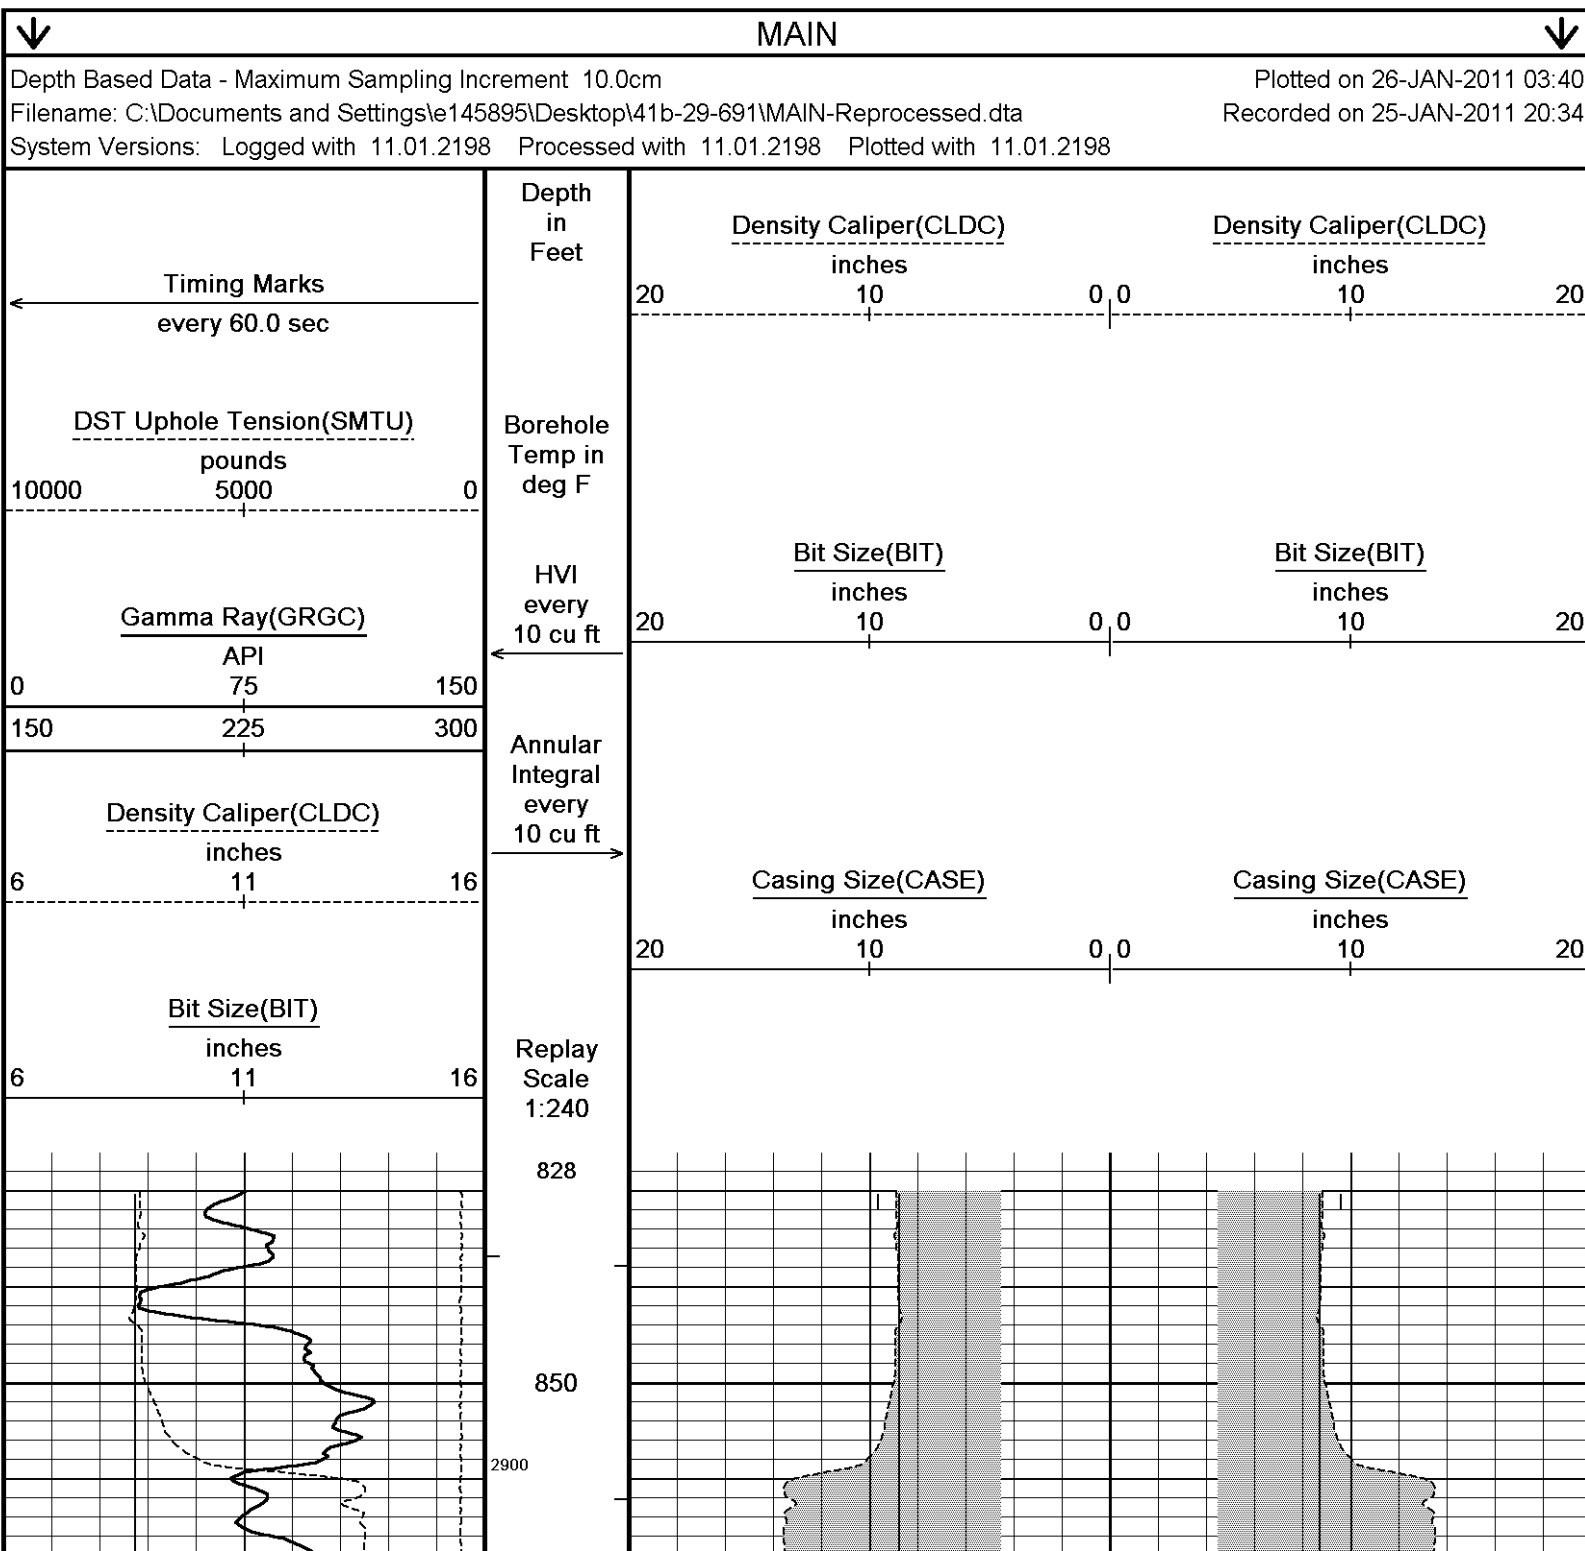 MAIN
Depth Based Data - Maximum Sampling Increment 10.0cm
Plotted on 26-JAN-2011 03:40
Filename: C:\Documents and Settings\e145895\Desktop\41b-29-691\MAIN-Reprocessed.dta
Recorded on 25-JAN-2011 20:34
System Versions: Logged with 11.01.2198 Processed with 11.01.2198 Plotted with 11.01.2198
Timing Marks
every 60.0 sec
DST Uphole Tension(SMTU)
pounds
10000 5000 0
Gamma Ray(GRGC)
API
0 75 150
150 225 300
Density Caliper(CLDC)
inches
6 11 16
Bit Size(BIT)
inches
6 11 16
Depth
in
Feet
Borehole
Temp in
deg F
HVI
every
10 cu ft
Annular
Integral
every
10 cu ft
Replay
Scale
1:240
828
850
2900
Density Caliper(CLDC)
inches
20 10 0
Density Caliper(CLDC)
inches
0 10 20
Bit Size(BIT)
inches
20 10 0
Bit Size(BIT)
inches
0 10 20
Casing Size(CASE)
inches
20 10 0
Casing Size(CASE)
inches
0 10 20